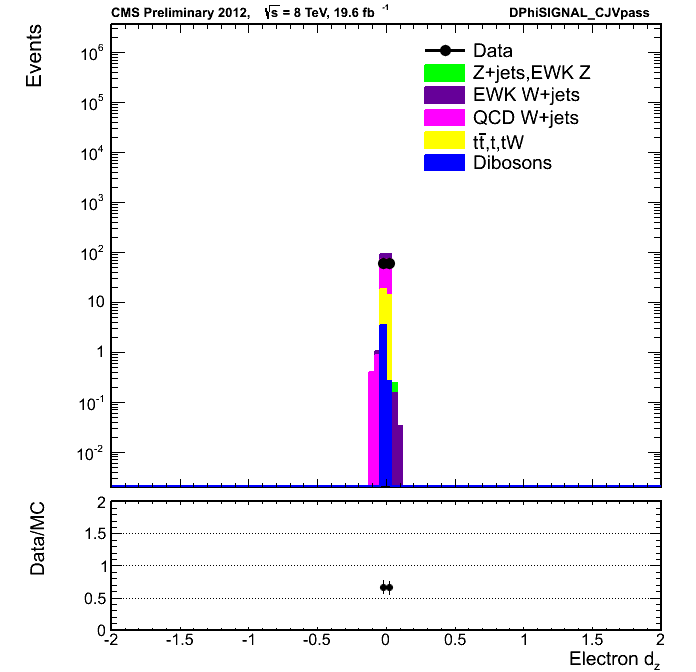 CMS Preliminary 2012, √s = 8 TeV, 19.6 fb⁻¹ DPhiSIGNAL_CJVpass
Events
10⁶
10⁵
10⁴
10³
10²
10
1
10⁻¹
10⁻²
Data
Z+jets,EWK Z
EWK W+jets
QCD W+jets
tt̅,t,tW
Dibosons
Data/MC
2
1.5
1
0.5
0
-2 -1.5 -1 -0.5 0 0.5 1 1.5 2
Electron d_z